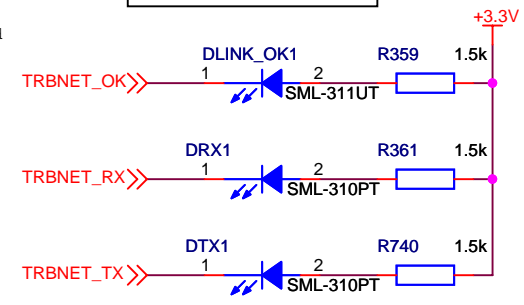 +3.3V
DLINK_OK1 R359 1.5k
TRBNET_OK 1 2
SML-311UT
DRX1 R361 1.5k
TRBNET_RX 1 2
SML-310PT
DTX1 R740 1.5k
TRBNET_TX 1 2
SML-310PT